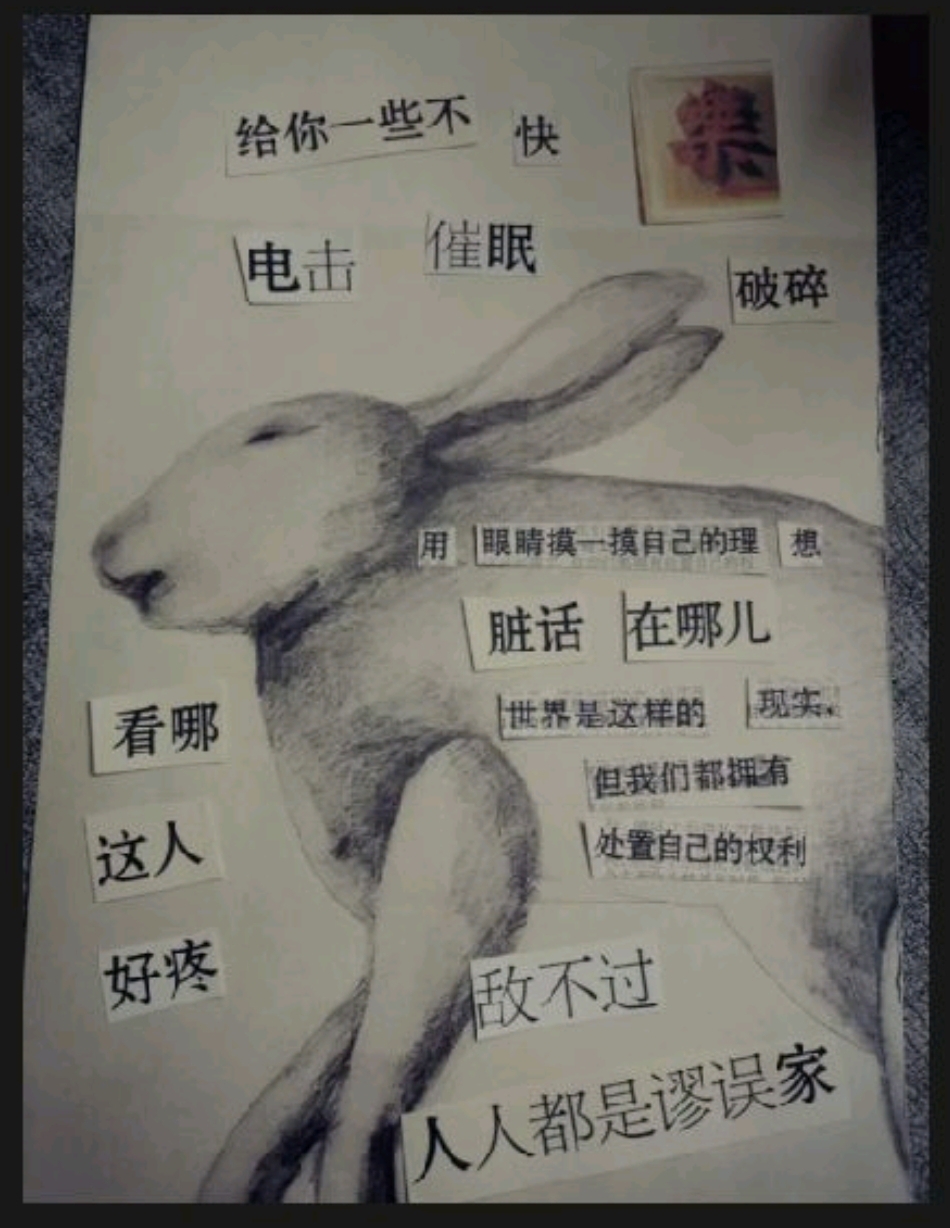 给你一些不快樂
电击 催眠 破碎
用眼睛摸一摸自己的理想
脏话在哪儿
世界是这样的现实.
但我们都拥有
处置自己的权利
看哪
这人
好疼
敌不过
人人都是谬误家